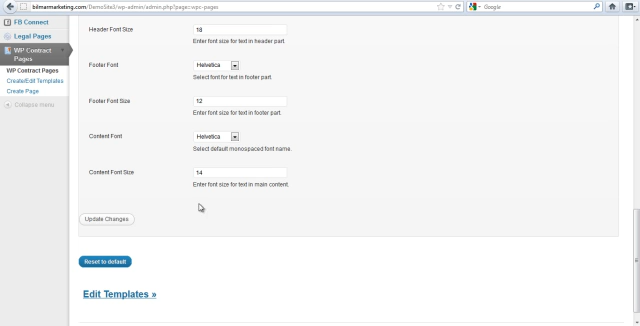 bilmarmarketing.com/DemoSite3/wp-admin/admin.php?page=wpc-pages
Google
FB Connect
Legal Pages
WP Contract Pages
WP Contract Pages
Create/Edit Templates
Create Page
Collapse menu
Header Font Size
18
Enter font size for text in header part.
Footer Font
Helvetica
Select font for text in footer part.
Footer Font Size
12
Enter font size for text in footer part.
Content Font
Helvetica
Select default monospaced font name.
Content Font Size
14
Enter font size for text in main content.
Update Changes
Reset to default
Edit Templates »